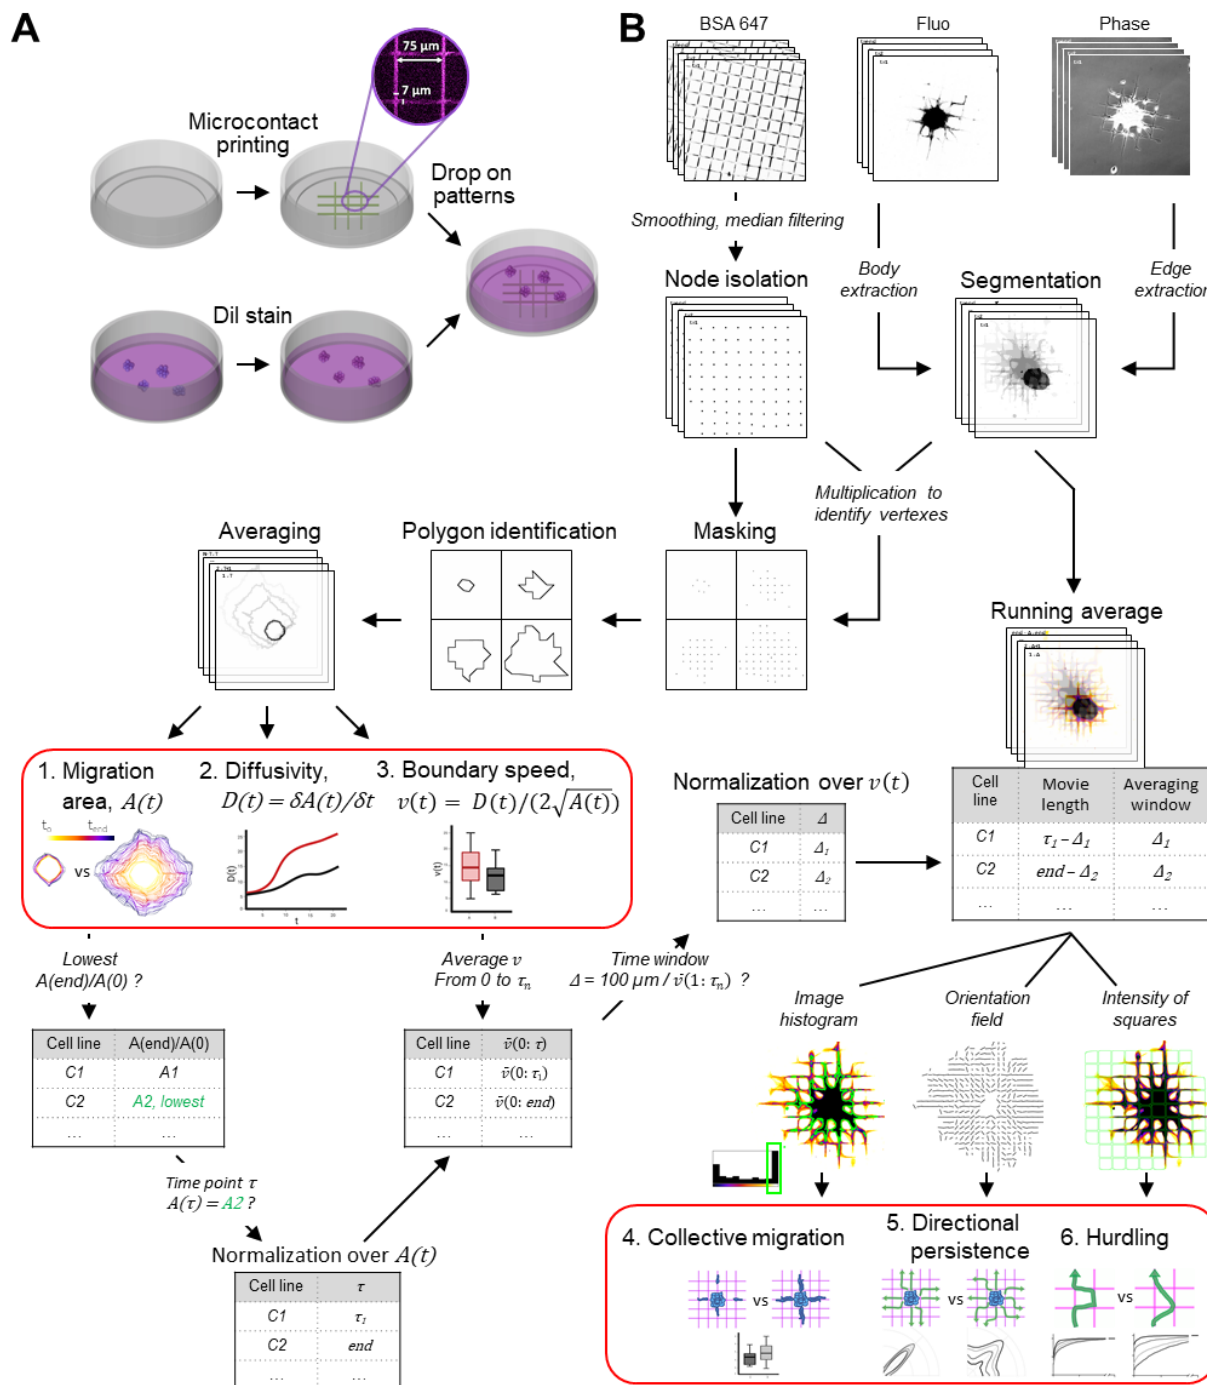 A
75 µm
7 µm
Microcontact
printing
Drop on
patterns
DiI stain
B
BSA 647
Fluo
Phase
Smoothing, median filtering
Node isolation
Body
extraction
Segmentation
Edge
extraction
Multiplication to
identify vertexes
Averaging
Polygon identification
Masking
Running average
1. Migration
area, A(t)
t₀
t_end
vs
2. Diffusivity,
D(t) = δA(t)/δt
D(t)
t
3. Boundary speed,
v(t) = D(t)/(2√A(t))
v(t)
Normalization over v(t)
Cell line Δ
C1 Δ₁
C2 Δ₂
... ...
Cell
line
Movie
length
Averaging
window
C1 τ₁ – Δ₁ Δ₁
C2 end – Δ₂ Δ₂
... ... ...
Lowest
A(end)/A(0) ?
Average v
From 0 to τₙ
Time window
Δ = 100 µm / v̄(1: τₙ) ?
Cell line A(end)/A(0)
C1 A1
C2 A2, lowest
... ...
Cell line v̄(0: τ)
C1 v̄(0: τ₁)
C2 v̄(0: end)
... ...
Time point τ
A(τ) = A2 ?
Normalization over A(t)
Cell line τ
C1 τ₁
C2 end
... ...
Image
histogram
Orientation
field
Intensity of
squares
4. Collective migration
vs
5. Directional
persistence
vs
6. Hurdling
vs